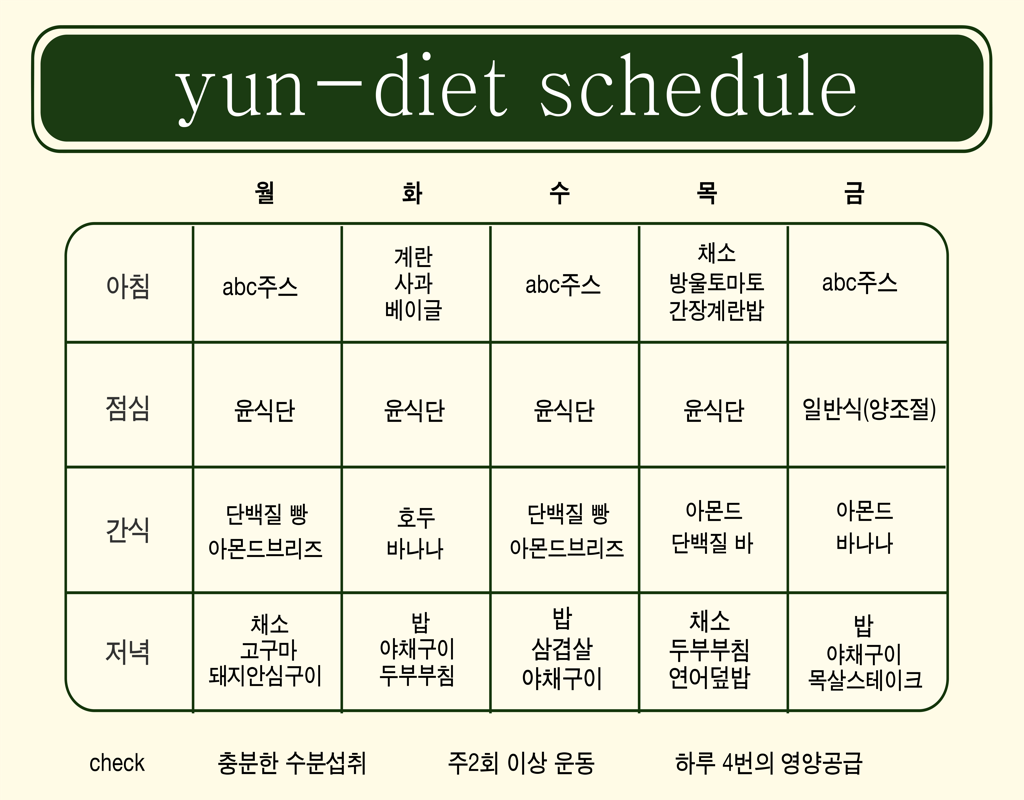 yun-diet schedule
월 화 수 목 금
아침
abc주스
계란
사과
베이글
abc주스
채소
방울토마토
간장계란밥
abc주스
점심
윤식단
윤식단
윤식단
윤식단
일반식(양조절)
간식
단백질 빵
아몬드브리즈
호두
바나나
단백질 빵
아몬드브리즈
아몬드
단백질 바
아몬드
바나나
저녁
채소
고구마
돼지안심구이
밥
야채구이
두부부침
밥
삼겹살
야채구이
채소
두부부침
연어덮밥
밥
야채구이
목살스테이크
check 충분한 수분섭취 주2회 이상 운동 하루 4번의 영양공급